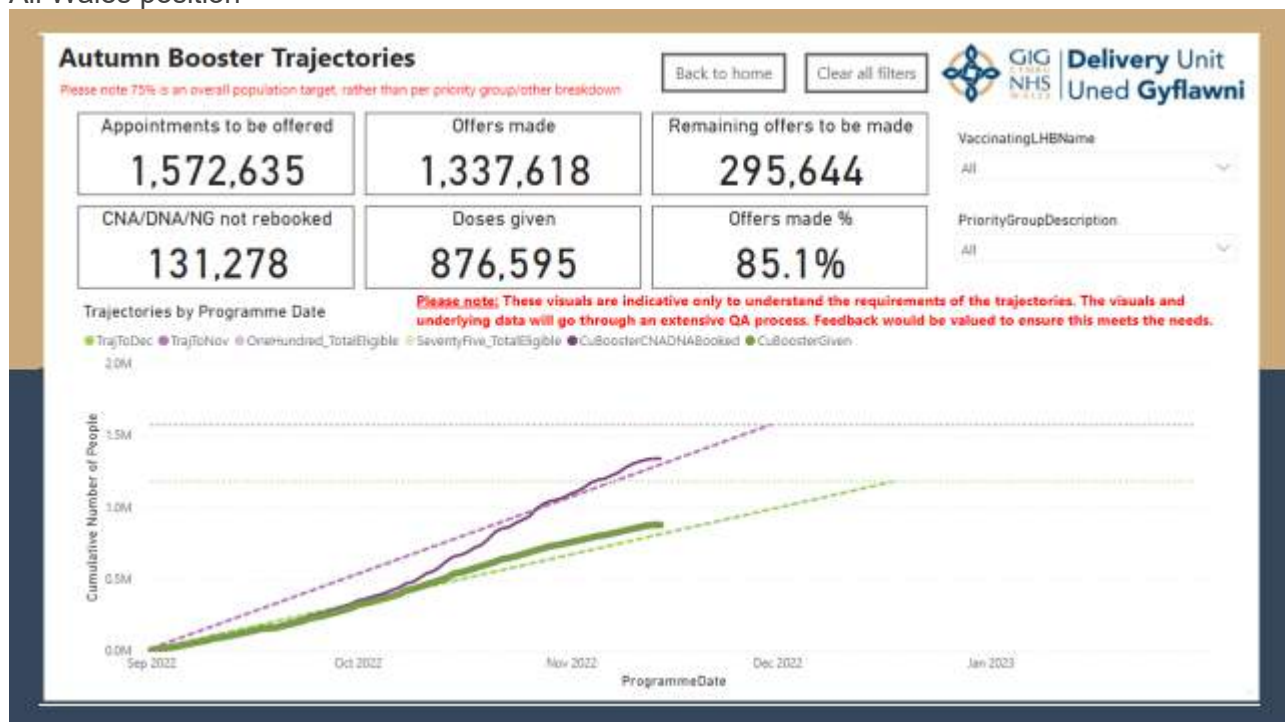 All Wales position
Autumn Booster Trajectories
Please note 75% is an overall population target, rather than per priority group/other breakdown
Back to home
Clear all filters
GIG
CYMRU
NHS
WALES
Delivery Unit
Uned Gyflawni
Appointments to be offered
1,572,635
Offers made
1,337,618
Remaining offers to be made
295,644
VaccinatingLHBName
All
CNA/DNA/NG not rebooked
131,278
Doses given
876,595
Offers made %
85.1%
PriorityGroupDescription
All
Trajectories by Programme Date
Please note: These visuals are indicative only to understand the requirements of the trajectories. The visuals and
underlying data will go through an extensive QA process. Feedback would be valued to ensure this meets the needs.
TrajToDec TrajToNov OneHundred_TotalEligible SeventyFive_TotalEligible CuBoosterCNADNABooked CuBoosterGiven
2.0M
1.5M
1.0M
0.5M
0.0M
Cumulative Number of People
Sep 2022 Oct 2022 Nov 2022 Dec 2022 Jan 2023
ProgrammeDate